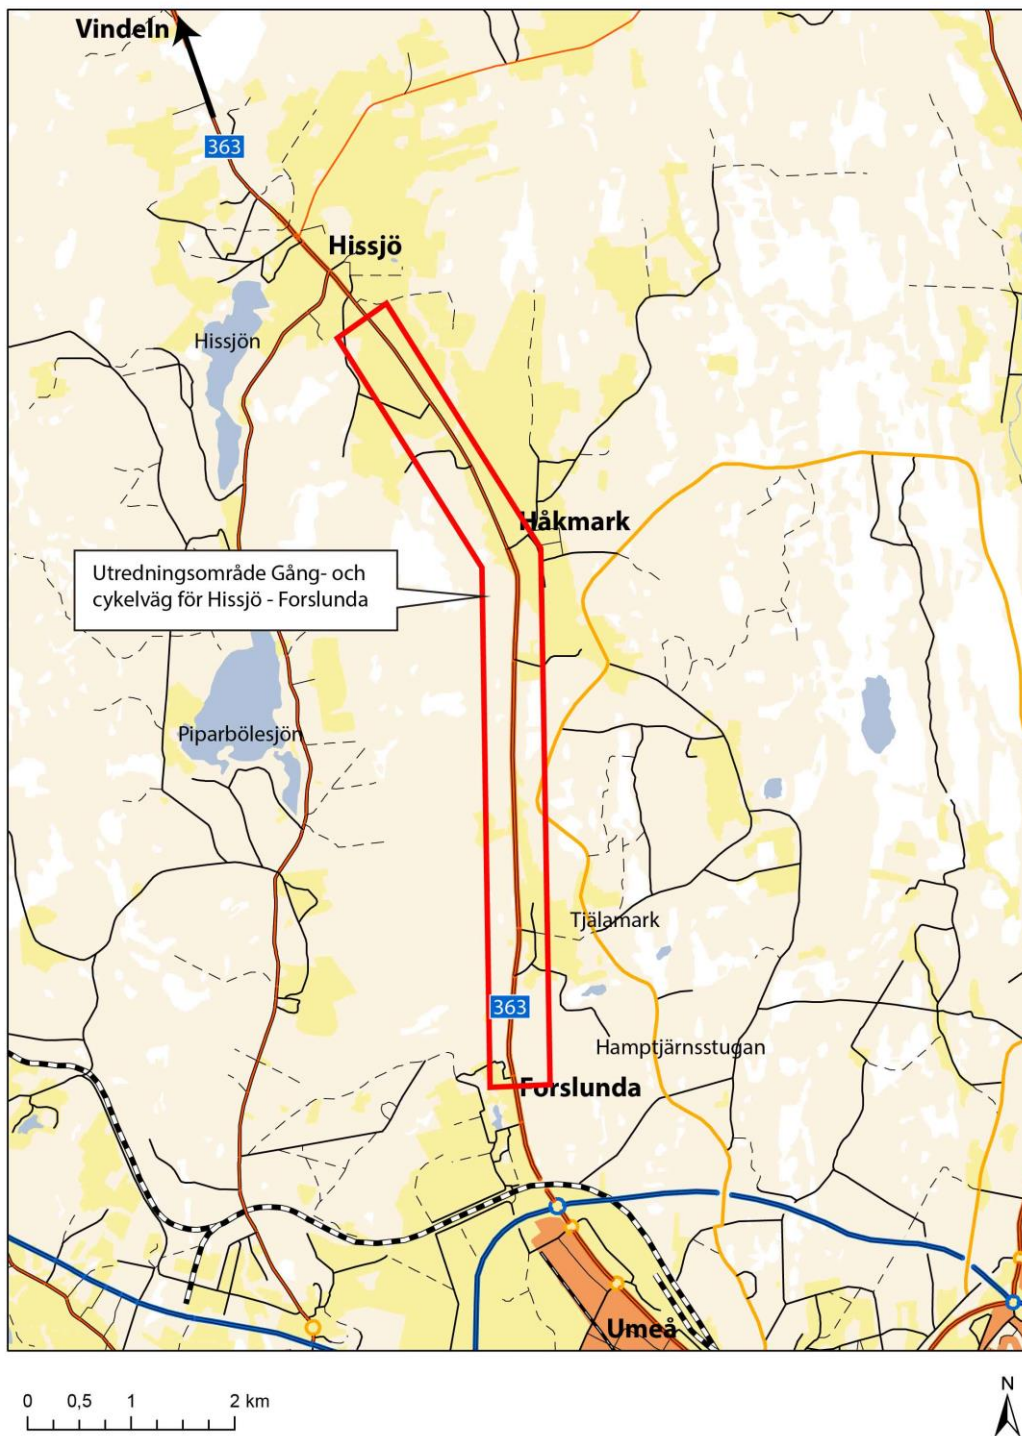 Vindeln
363
Hissjö
Hissjön
Håkmark
Utredningsområde Gång- och
cykelväg för Hissjö - Forslunda
Piparbölesjön
Tjälamark
363
Hamptjärnsstugan
Forslunda
Umeå
0 0,5 1 2 km
N